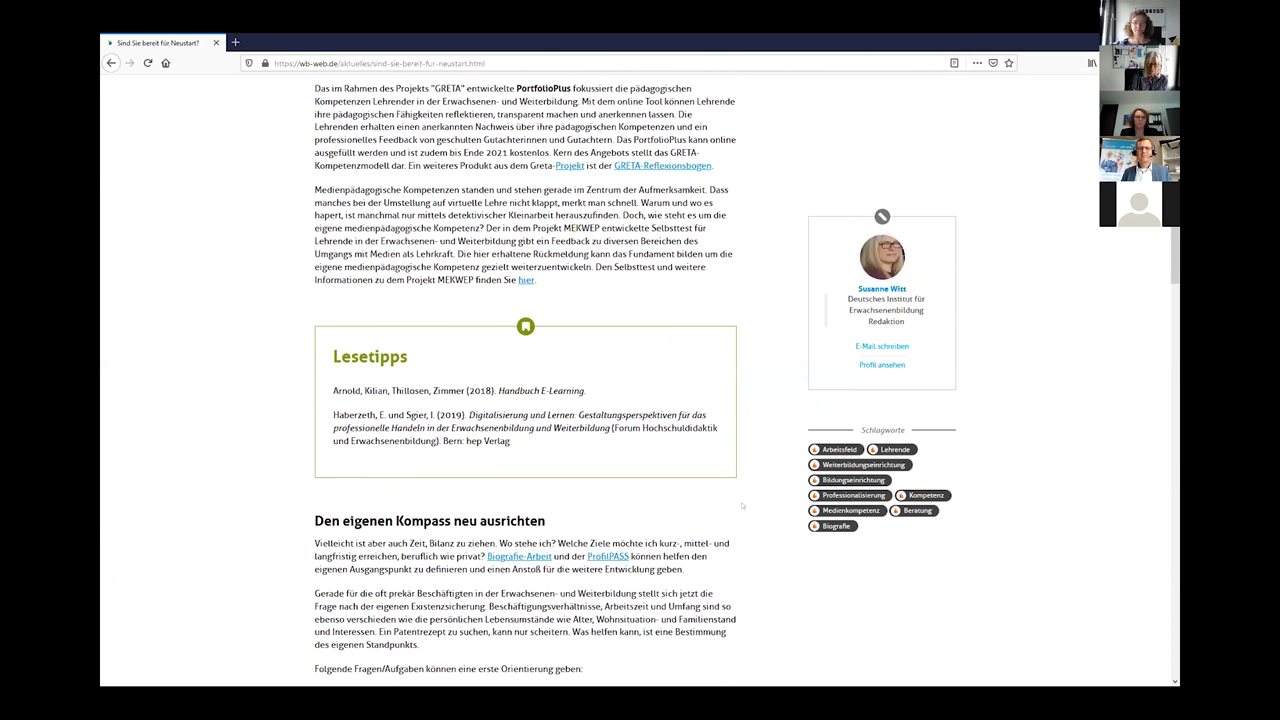 Sind Sie bereit für Neustart?
https://wb-web.de/aktuelles/sind-sie-bereit-fur-neustart.html
Das im Rahmen des Projekts "GRETA" entwickelte PortfolioPlus fokussiert die pädagogischen
Kompetenzen Lehrender in der Erwachsenen- und Weiterbildung. Mit dem online Tool können Lehrende
ihre pädagogischen Fähigkeiten reflektieren, transparent machen und anerkennen lassen. Die
Lehrenden erhalten einen anerkannten Nachweis über ihre pädagogischen Kompetenzen und ein
professionelles Feedback von geschulten Gutachterinnen und Gutachtern. Das PortfolioPlus kann online
ausgefüllt werden und ist zudem bis Ende 2021 kostenlos. Kern des Angebots stellt das GRETA-
Kompetenzmodell dar. Ein weiteres Produkt aus dem Greta-Projekt ist der GRETA-Reflexionsbogen.
Medienpädagogische Kompetenzen standen und stehen gerade im Zentrum der Aufmerksamkeit. Dass
manches bei der Umstellung auf virtuelle Lehre nicht klappt, merkt man schnell. Warum und wo es
hapert, ist manchmal nur mittels detektivischer Kleinarbeit herauszufinden. Doch, wie steht es um die
eigene medienpädagogische Kompetenz? Der in dem Projekt MEKWEP entwickelte Selbsttest für
Lehrende in der Erwachsenen- und Weiterbildung gibt ein Feedback zu diversen Bereichen des
Umgangs mit Medien als Lehrkraft. Die hier erhaltene Rückmeldung kann das Fundament bilden um die
eigene medienpädagogische Kompetenz gezielt weiterzuentwickeln. Den Selbsttest und weitere
Informationen zu dem Projekt MEKWEP finden Sie hier.
Lesetipps
Arnold, Kilian, Thillosen, Zimmer (2018). Handbuch E-Learning.
Haberzeth, E. und Sgier, I. (2019). Digitalisierung und Lernen: Gestaltungsperspektiven für das
professionelle Handeln in der Erwachsenenbildung und Weiterbildung (Forum Hochschuldidaktik
und Erwachsenenbildung). Bern: hep Verlag
Den eigenen Kompass neu ausrichten
Vielleicht ist aber auch Zeit, Bilanz zu ziehen. Wo stehe ich? Welche Ziele möchte ich kurz-, mittel- und
langfristig erreichen, beruflich wie privat? Biografie-Arbeit und der ProfilPASS können helfen den
eigenen Ausgangspunkt zu definieren und einen Anstoß für die weitere Entwicklung geben.
Gerade für die oft prekär Beschäftigten in der Erwachsenen- und Weiterbildung stellt sich jetzt die
Frage nach der eigenen Existenzsicherung. Beschäftigungsverhältnisse, Arbeitszeit und Umfang sind so
ebenso verschieden wie die persönlichen Lebensumstände wie Alter, Wohnsituation- und Familienstand
und Interessen. Ein Patentrezept zu suchen, kann nur scheitern. Was helfen kann, ist eine Bestimmung
des eigenen Standpunkts.
Folgende Fragen/Aufgaben können eine erste Orientierung geben:
Susanne Witt
Deutsches Institut für
Erwachsenenbildung
Redaktion
E-Mail schreiben
Profil ansehen
Schlagworte
Arbeitsfeld Lehrende
Weiterbildungseinrichtung
Bildungseinrichtung
Professionalisierung Kompetenz
Medienkompetenz Beratung
Biografie